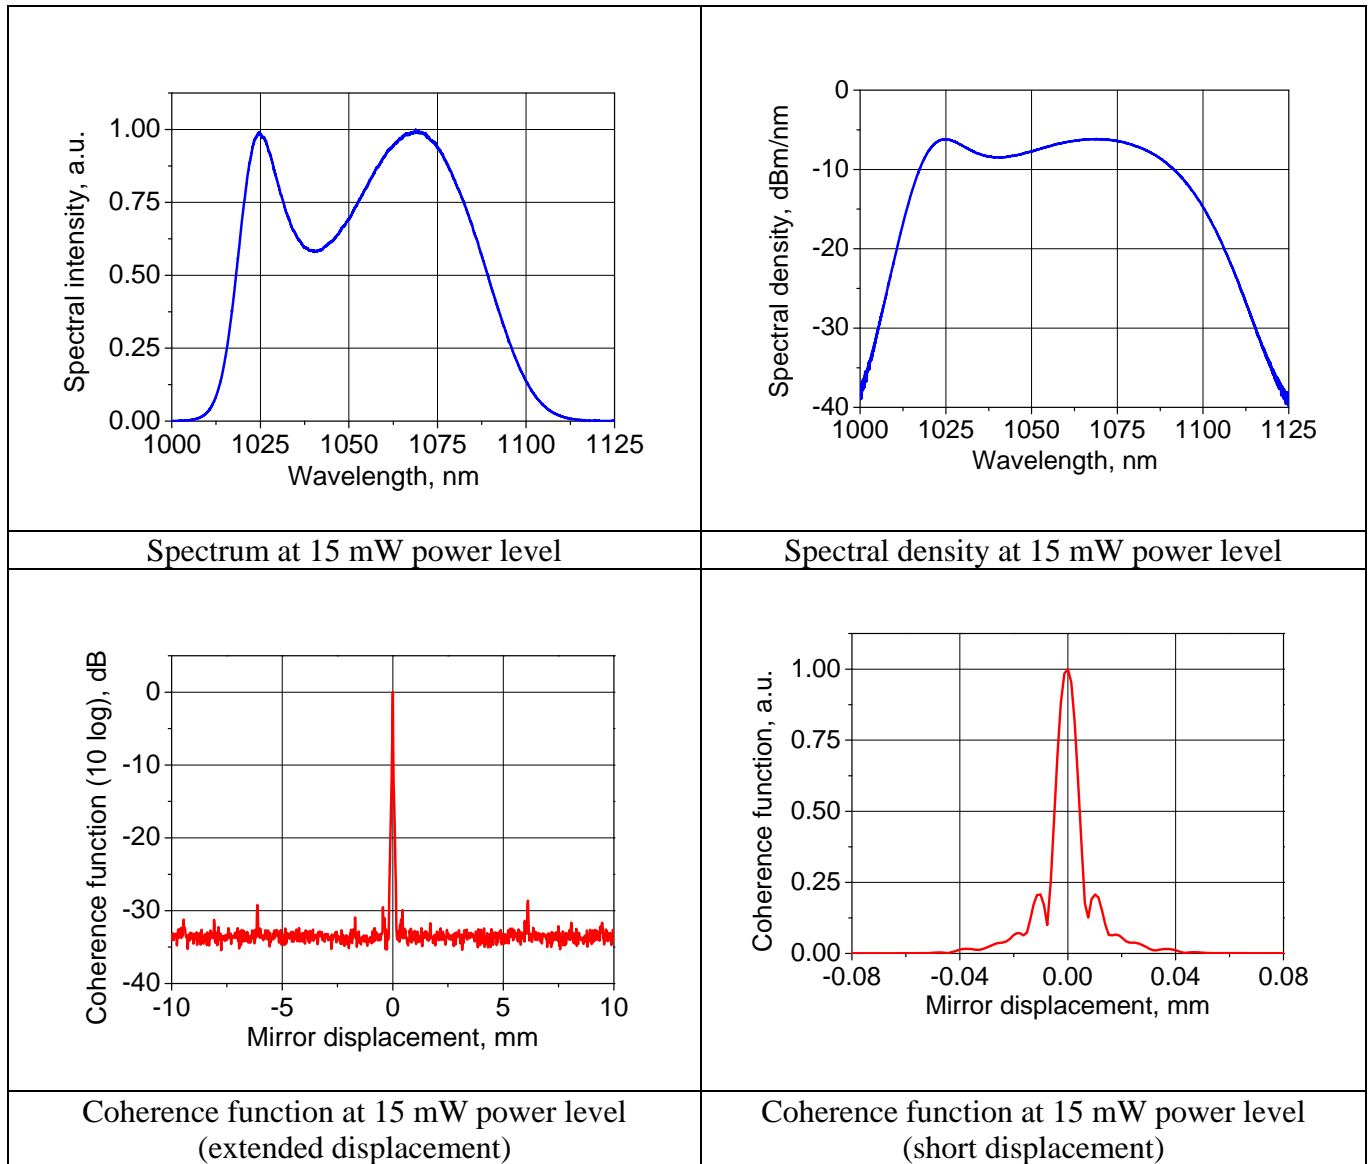 1.00
0.75
0.50
0.25
0.00
1000 1025 1050 1075 1100 1125
Spectral intensity, a.u.
Wavelength, nm
0
-10
-20
-30
-40
1000 1025 1050 1075 1100 1125
Spectral density, dBm/nm
Wavelength, nm
Spectrum at 15 mW power level
Spectral density at 15 mW power level
0
-10
-20
-30
-40
-10 -5 0 5 10
Coherence function (10 log), dB
Mirror displacement, mm
1.00
0.75
0.50
0.25
0.00
-0.08 -0.04 0.00 0.04 0.08
Coherence function, a.u.
Mirror displacement, mm
Coherence function at 15 mW power level
(extended displacement)
Coherence function at 15 mW power level
(short displacement)